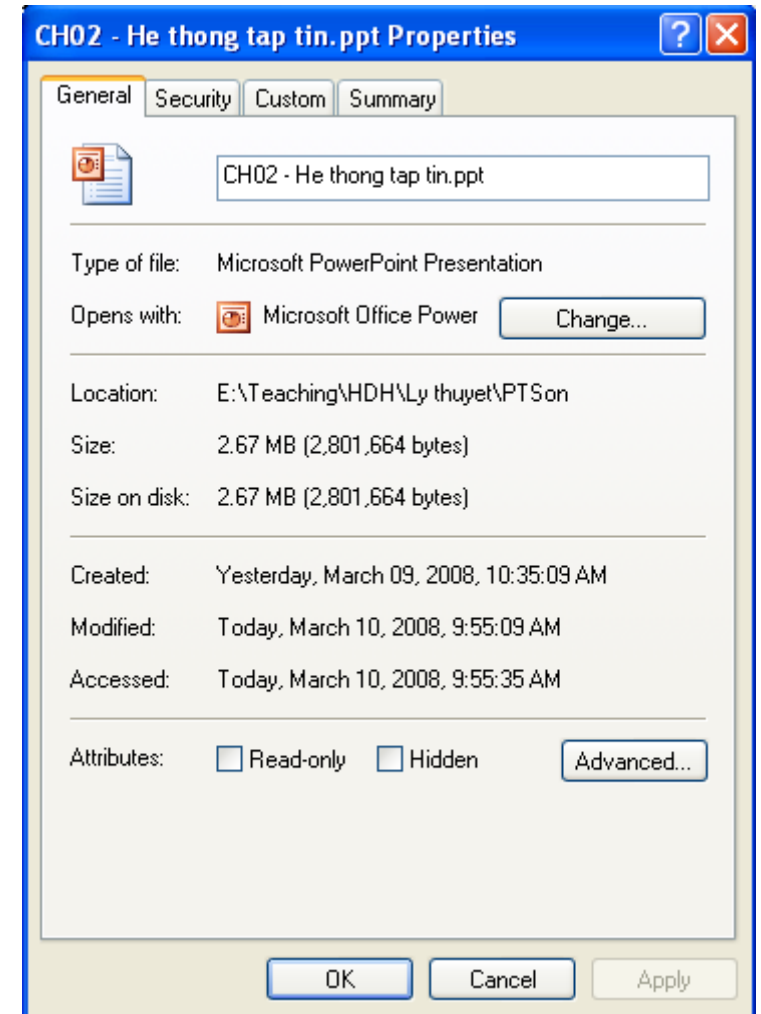 CH02 - He thong tap tin.ppt Properties
General Security Custom Summary
CH02 - He thong tap tin.ppt
Type of file: Microsoft PowerPoint Presentation
Opens with: Microsoft Office Power Change...
Location: E:\Teaching\HDH\Ly thuyet\PTSon
Size: 2.67 MB (2,801,664 bytes)
Size on disk: 2.67 MB (2,801,664 bytes)
Created: Yesterday, March 09, 2008, 10:35:09 AM
Modified: Today, March 10, 2008, 9:55:09 AM
Accessed: Today, March 10, 2008, 9:55:35 AM
Attributes: Read-only Hidden Advanced...
OK Cancel Apply